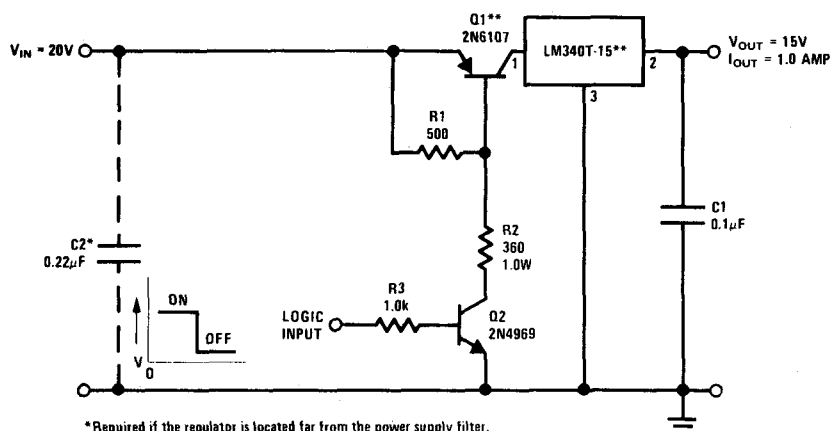 Q1**
2N6107
LM340T-15**
V_IN = 20V
1
2
3
V_OUT = 15V
I_OUT = 1.0 AMP
R1
500
C1
0.1μF
R2
360
1.0W
C2*
0.22μF
R3
1.0k
ON
OFF
V
0
LOGIC
INPUT
Q2
2N4969
*Required if the regulator is located far from the power supply filter.